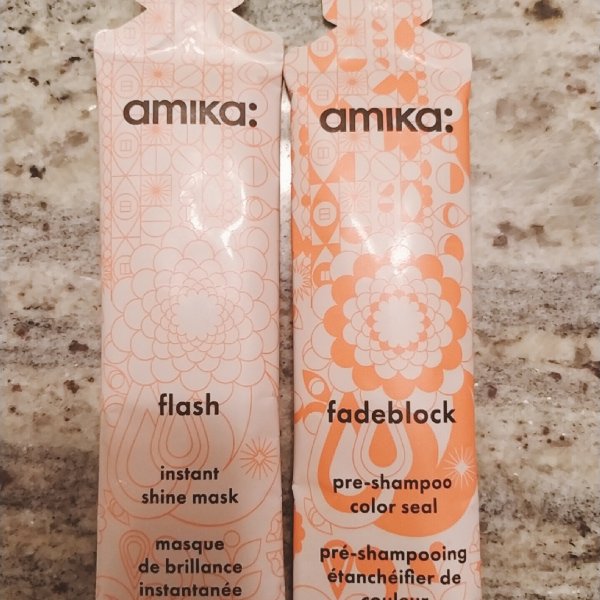 amika:
flash
instant
shine mask
masque
de brillance
instantanée
amika:
fadeblock
pre-shampoo
color seal
pré-shampooing
étanchéifier de
couleur